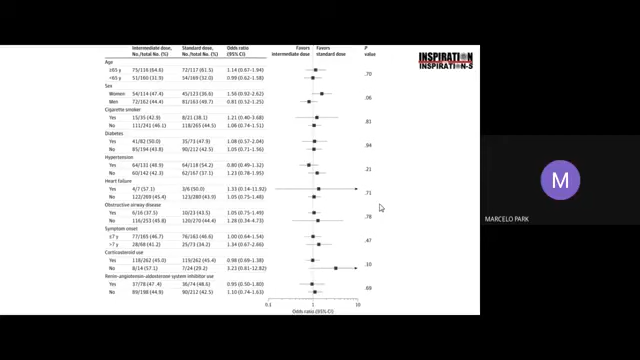 Intermediate dose, Standard dose, Odds ratio Favors Favors P
No./total No. (%) No./total No. (%) (95% CI) intermediate dose standard dose value
INSPIRATION
INSPIRATION-S
Age
≥65 y 75/116 (64.6) 72/117 (61.5) 1.14 (0.67-1.94)
<65 y 51/160 (31.9) 54/169 (32.0) 0.99 (0.62-1.58)
.70
Sex
Women 54/114 (47.4) 45/123 (36.6) 1.56 (0.92-2.62)
Men 72/162 (44.4) 81/163 (49.7) 0.81 (0.52-1.25)
.06
Cigarette smoker
Yes 15/35 (42.9) 8/21 (38.1) 1.21 (0.40-3.68)
No 111/241 (46.1) 118/265 (44.5) 1.06 (0.74-1.51)
.81
Diabetes
Yes 41/82 (50.0) 35/73 (47.9) 1.08 (0.57-2.04)
No 85/194 (43.8) 90/212 (42.5) 1.05 (0.71-1.56)
.94
Hypertension
Yes 64/131 (48.9) 64/118 (54.2) 0.80 (0.49-1.32)
No 60/142 (42.3) 62/167 (37.1) 1.23 (0.78-1.95)
.21
Heart failure
Yes 4/7 (57.1) 3/6 (50.0) 1.33 (0.14-11.92)
No 122/269 (45.4) 123/280 (43.9) 1.05 (0.75-1.48)
.71
Obstructive airway disease
Yes 6/16 (37.5) 10/23 (43.5) 1.05 (0.75-1.49)
No 116/253 (45.8) 120/270 (44.4) 1.28 (0.34-4.73)
.78
Symptom onset
≤7 y 77/165 (46.7) 76/163 (46.6) 1.00 (0.64-1.54)
>7 y 28/68 (41.2) 25/73 (34.2) 1.34 (0.67-2.66)
.47
Corticosteroid use
Yes 118/262 (45.0) 119/262 (45.4) 0.98 (0.69-1.38)
No 8/14 (57.1) 7/24 (29.2) 3.23 (0.81-12.82)
.10
Renin-angiotensin-aldosterone system inhibitor use
Yes 37/78 (47.4) 36/74 (48.6) 0.95 (0.50-1.80)
No 89/198 (44.9) 90/212 (42.5) 1.10 (0.74-1.63)
.69
0.1 1 10
Odds ratio (95% CI)
M
MARCELO PARK